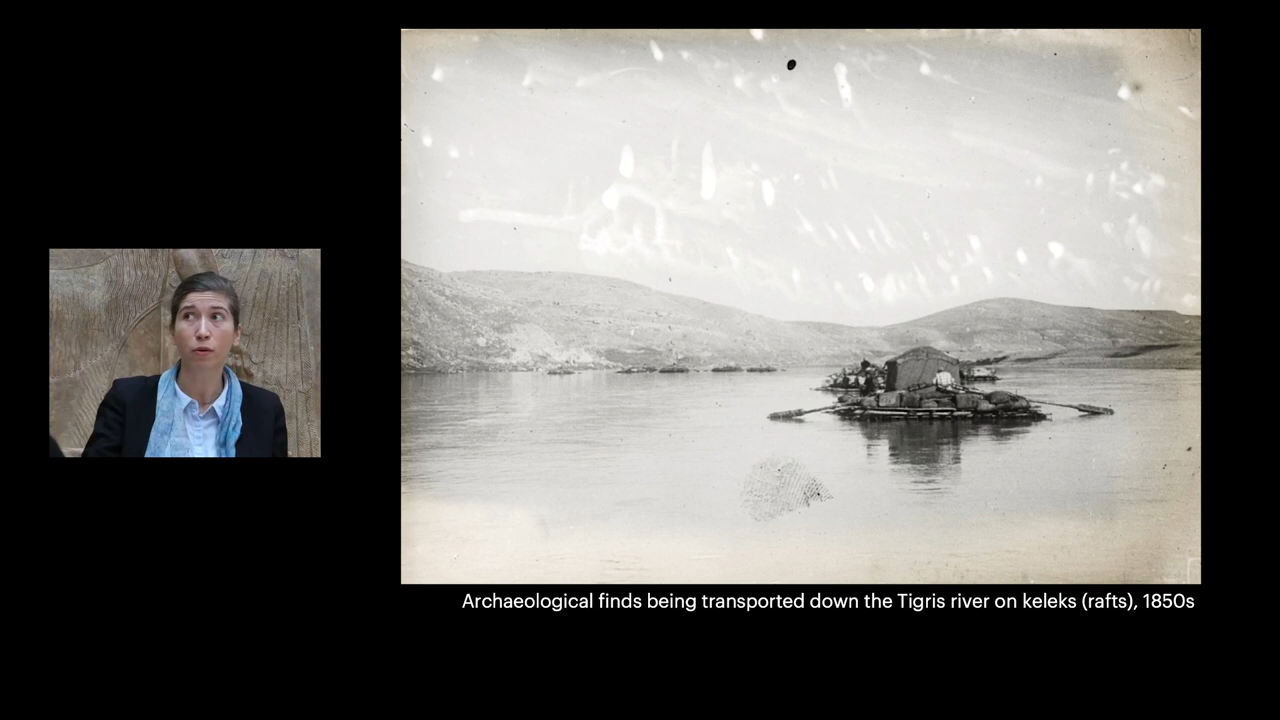 Archaeological finds being transported down the Tigris river on keleks (rafts), 1850s